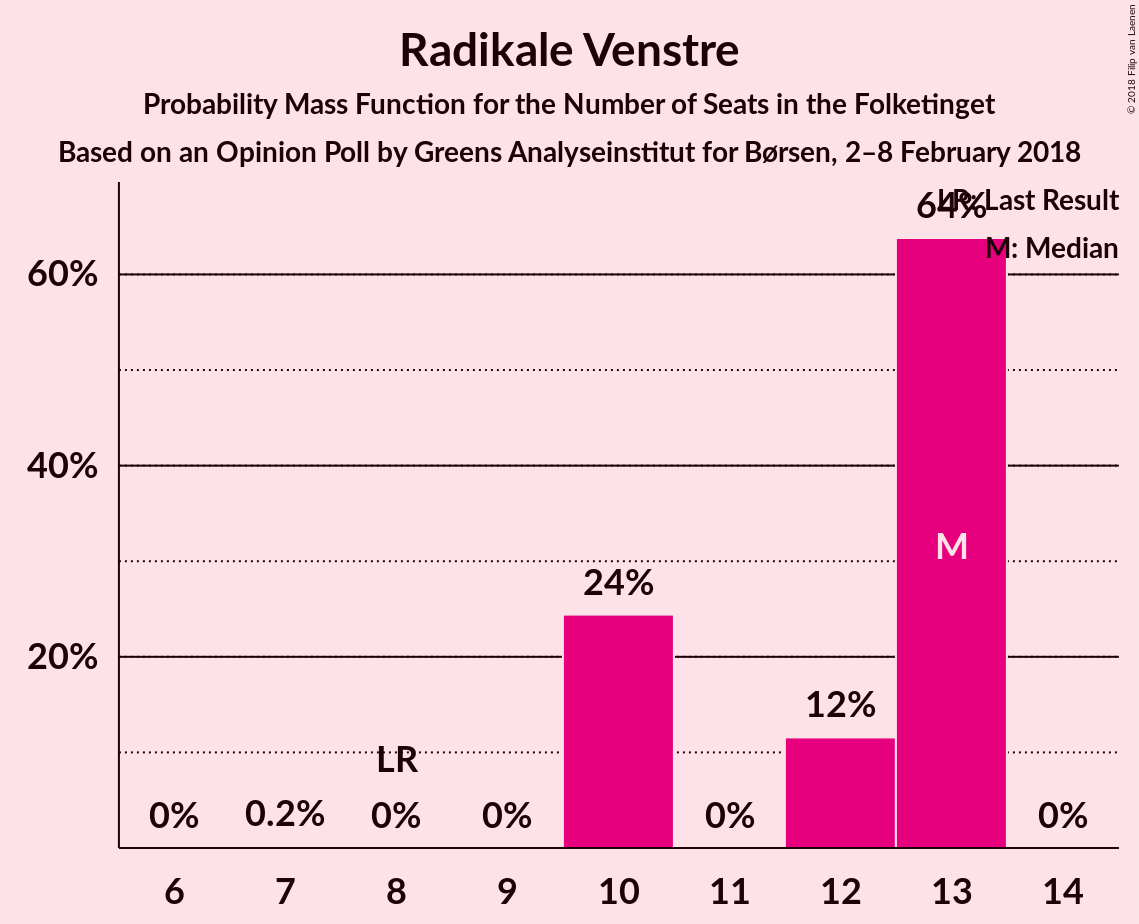 Radikale Venstre
Probability Mass Function for the Number of Seats in the Folketinget
Based on an Opinion Poll by Greens Analyseinstitut for Børsen, 2–8 February 2018
© 2018 Filip van Laenen
LR: Last Result
M: Median
64%
60%
40%
20%
M
24%
12%
LR
0%
0.2%
0%
0%
0%
0%
6
7
8
9
10
11
12
13
14